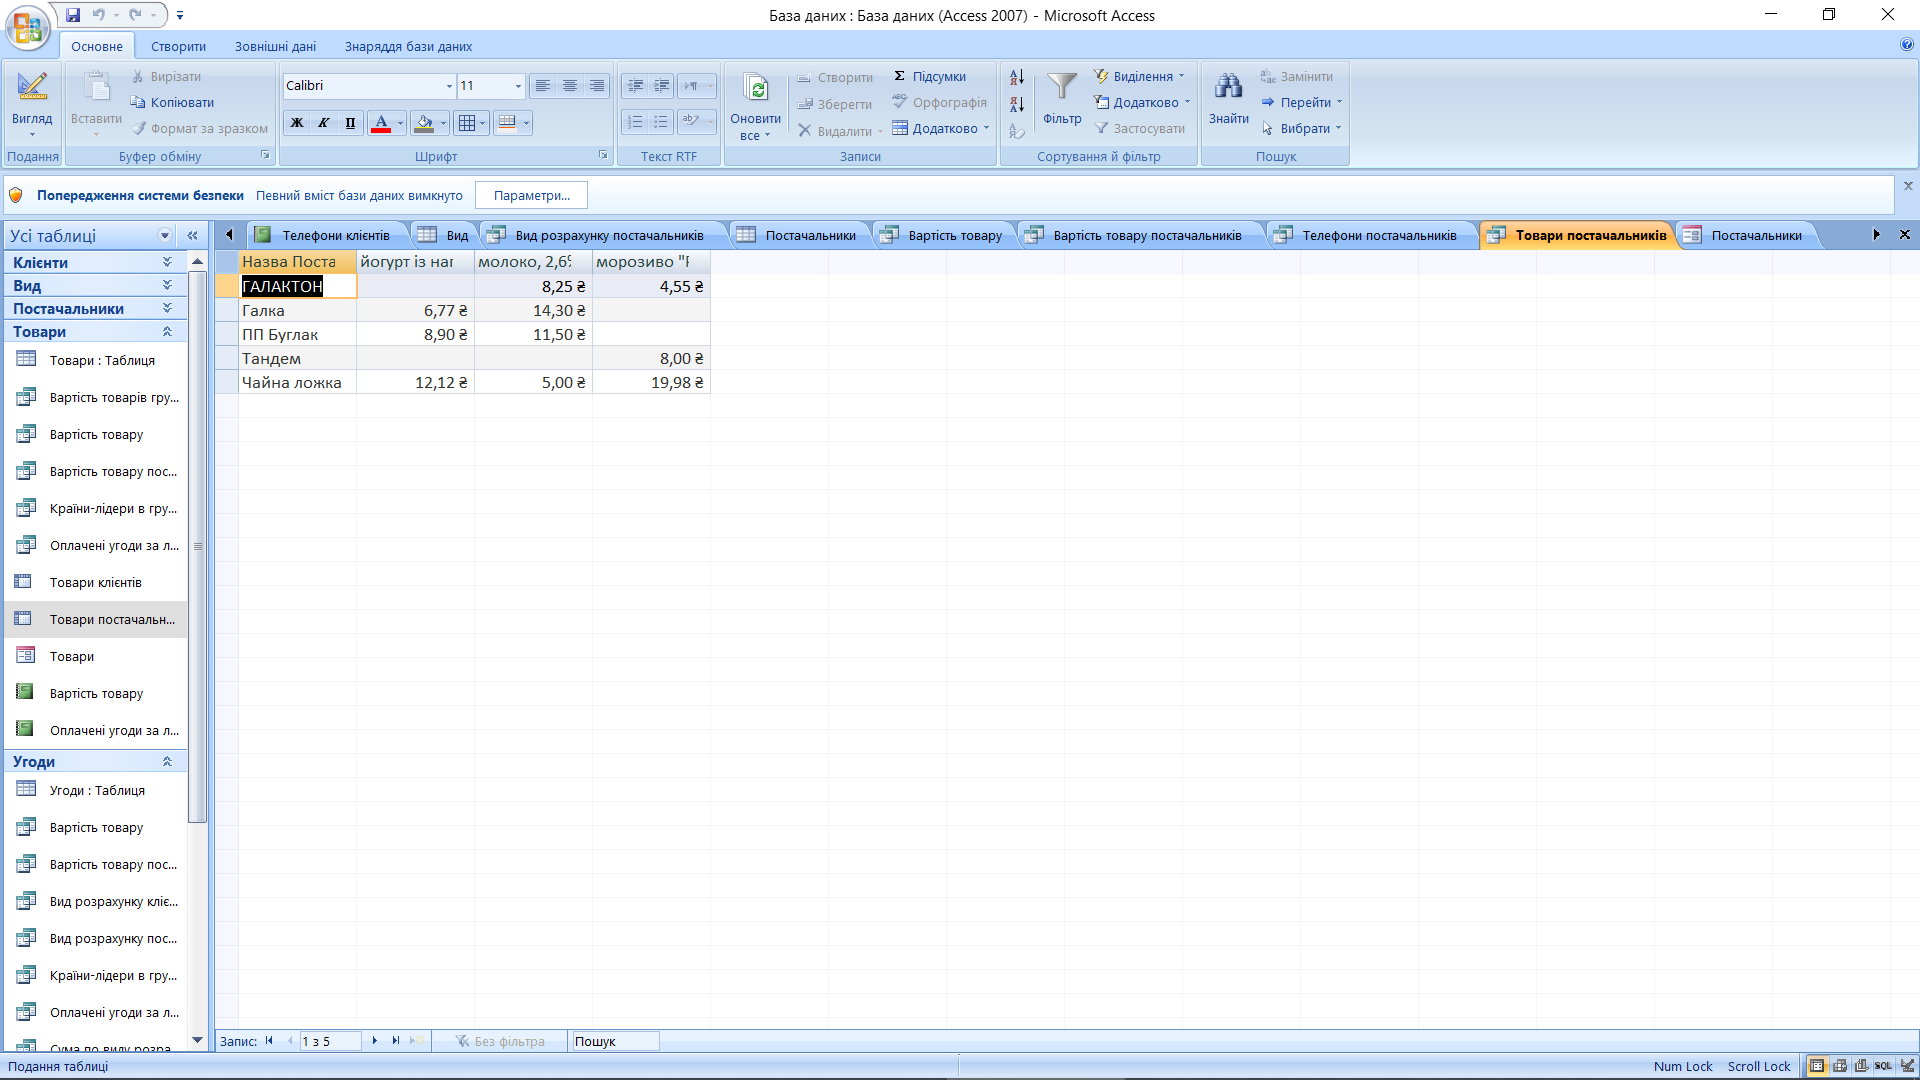 База даних : База даних (Access 2007) - Microsoft Access
Основне Створити Зовнішні дані Знаряддя бази даних
Вигляд
Подання
Вставити
Вирізати
Копіювати
Формат за зразком
Буфер обміну
Calibri 11
Ж К П А
Шрифт
Текст RTF
Оновити все
Створити
Зберегти
Видалити
Підсумки
Орфографія
Додатково
Записи
Фільтр
Виділення
Додатково
Застосувати
Сортування й фільтр
Знайти
Замінити
Перейти
Вибрати
Пошук
Попередження системи безпеки Певний вміст бази даних вимкнуто Параметри...
Усі таблиці
Клієнти
Вид
Постачальники
Товари
Товари : Таблиця
Вартість товарів гру...
Вартість товару
Вартість товару пос...
Країни-лідери в гру...
Оплачені угоди за л...
Товари клієнтів
Товари постачальн...
Товари
Вартість товару
Оплачені угоди за л...
Угоди
Угоди : Таблиця
Вартість товару
Вартість товару пос...
Вид розрахунку кліє...
Вид розрахунку пос...
Країни-лідери в гру...
Оплачені угоди за л...
Сума по виду розра...
Телефони клієнтів Вид Вид розрахунку постачальників Постачальники Вартість товару Вартість товару постачальників Телефони постачальників Товари постачальників Постачальники
Назва Поста йогурт із наг молоко, 2,6% морозиво "Р
ГАЛАКТОН 8,25 ₴ 4,55 ₴
Галка 6,77 ₴ 14,30 ₴
ПП Буглак 8,90 ₴ 11,50 ₴
Тандем 8,00 ₴
Чайна ложка 12,12 ₴ 5,00 ₴ 19,98 ₴
Запис: 1 з 5 Без фільтра Пошук
Подання таблиці Num Lock Scroll Lock SQL